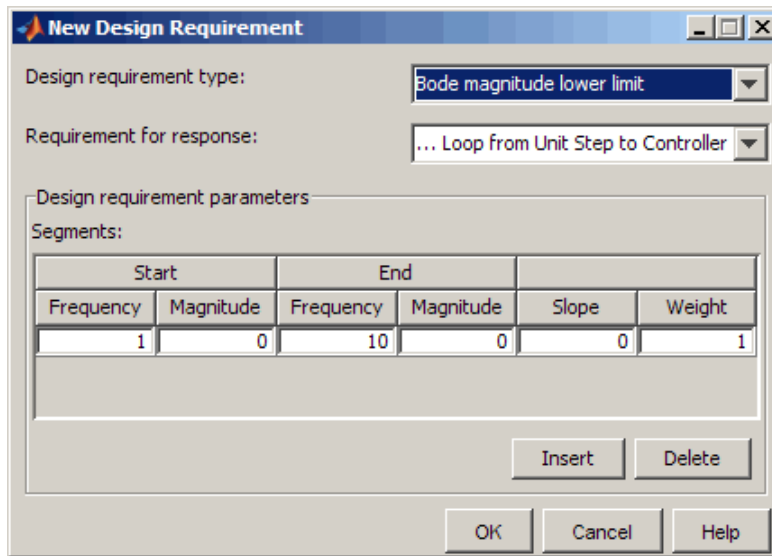 New Design Requirement
Design requirement type:
Bode magnitude lower limit
Requirement for response:
... Loop from Unit Step to Controller
Design requirement parameters
Segments:
Start End
Frequency Magnitude Frequency Magnitude Slope Weight
1 0 10 0 0 1
Insert Delete
OK Cancel Help